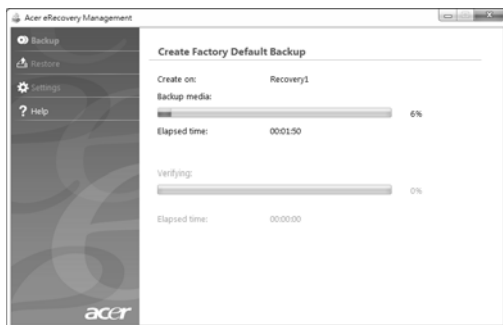 Acer eRecovery Management
Backup
Restore
Settings
? Help
Create Factory Default Backup
Create on: Recovery1
Backup media:
6%
Elapsed time: 00:01:50
Verifying:
0%
Elapsed time: 00:00:00
acer